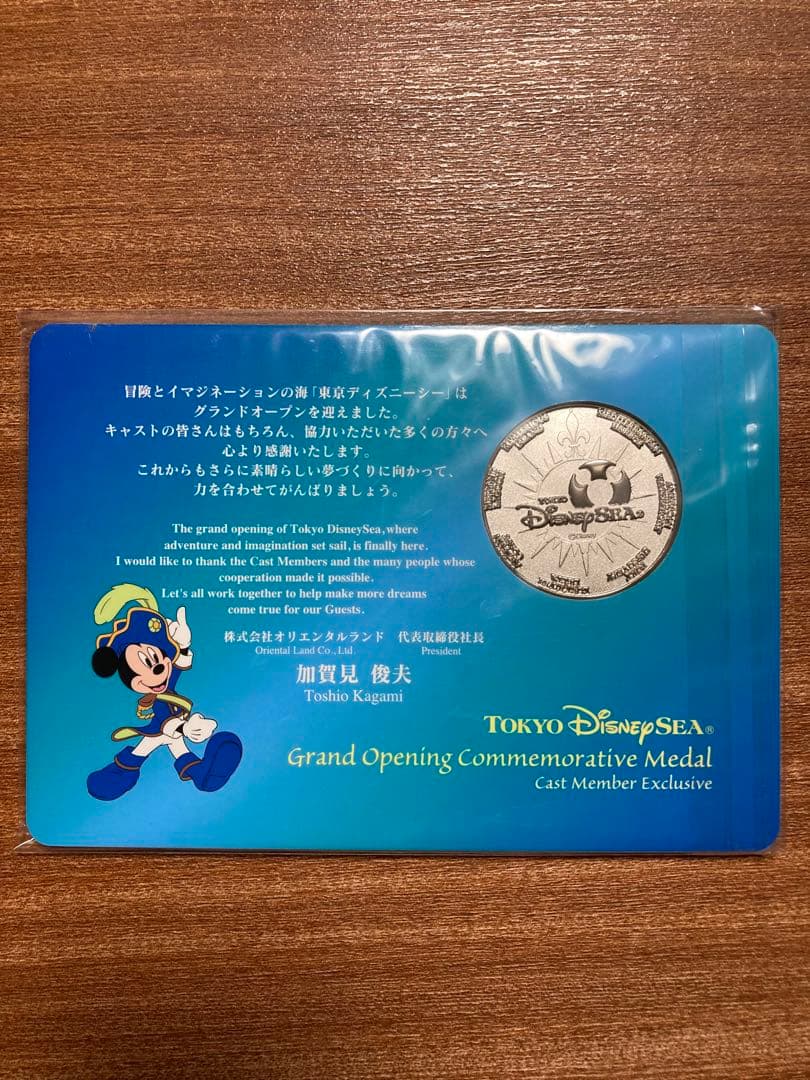 冒険とイマジネーションの海「東京ディズニーシー」は
グランドオープンを迎えました。
キャストの皆さんはもちろん、協力いただいた多くの方々へ
心より感謝いたします。
これからもさらに素晴らしい夢づくりに向かって、
力を合わせてがんばりましょう。
The grand opening of Tokyo DisneySea, where
adventure and imagination set sail, is finally here.
I would like to thank the Cast Members and the many people whose
cooperation made it possible.
Let's all work together to help make more dreams
come true for our Guests.
株式会社オリエンタルランド 代表取締役社長
Oriental Land Co., Ltd. President
加賀見 俊夫
Toshio Kagami
TOKYO
DISNEYSEA®
MEDITERRANEAN
TOKYO DISNEYSEA®
Grand Opening Commemorative Medal
Cast Member Exclusive